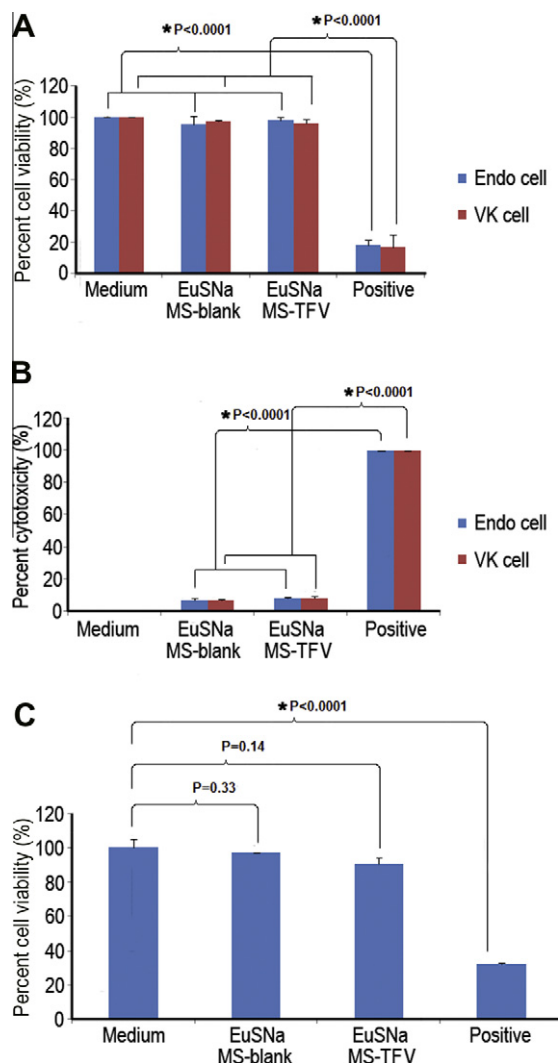 A
*P<0.0001
*P<0.0001
Percent cell viability (%)
120
100
80
60
40
20
0
Medium
EuSNa
MS-blank
EuSNa
MS-TFV
Positive
Endo cell
VK cell
B
*P<0.0001
*P<0.0001
Percent cytotoxicity (%)
120
100
80
60
40
20
0
Medium
EuSNa
MS-blank
EuSNa
MS-TFV
Positive
Endo cell
VK cell
C
*P<0.0001
P=0.14
P=0.33
Percent cell viability (%)
120
100
80
60
40
20
0
Medium
EuSNa
MS-blank
EuSNa
MS-TFV
Positive